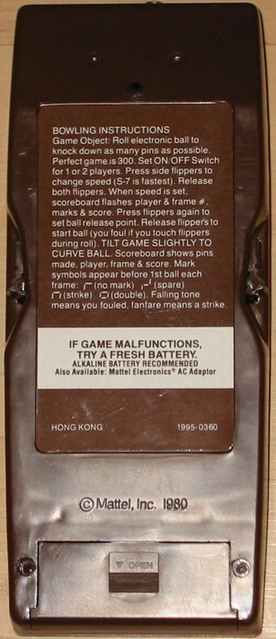 BOWLING INSTRUCTIONS
Game Object: Roll electronic ball to
knock down as many pins as possible.
Perfect game is 300. Set ON/OFF Switch
for 1 or 2 players. Press side flippers to
change speed (S-7 is fastest). Release
both flippers. When speed is set,
scoreboard flashes player & frame #,
marks & score. Press flippers again to
set ball release point. Release flippers to
start ball (you foul if you touch flippers
during roll). TILT GAME SLIGHTLY TO
CURVE BALL. Scoreboard shows pins
made, player, frame & score. Mark
symbols appear before 1st ball each
frame: (no mark) (spare)
(strike) (double). Falling tone
means you fouled, fanfare means a strike.
IF GAME MALFUNCTIONS,
TRY A FRESH BATTERY.
ALKALINE BATTERY RECOMMENDED
Also Available: Mattel Electronics® AC Adaptor
HONG KONG 1995-0360
© Mattel, Inc. 1980
▼ OPEN